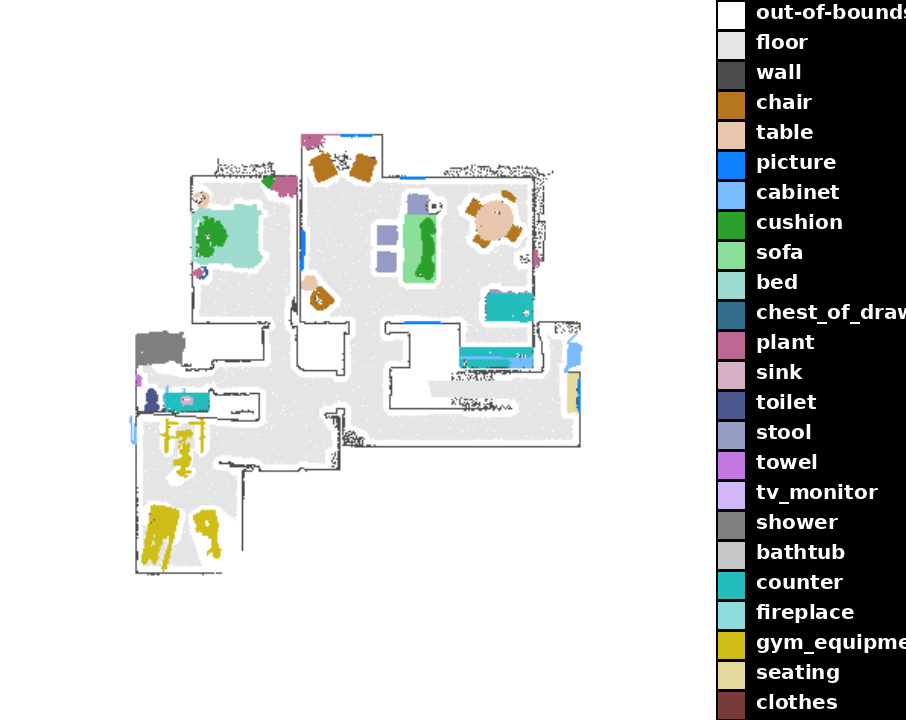 out-of-bounds
floor
wall
chair
table
picture
cabinet
cushion
sofa
bed
chest_of_draw
plant
sink
toilet
stool
towel
tv_monitor
shower
bathtub
counter
fireplace
gym_equipme
seating
clothes